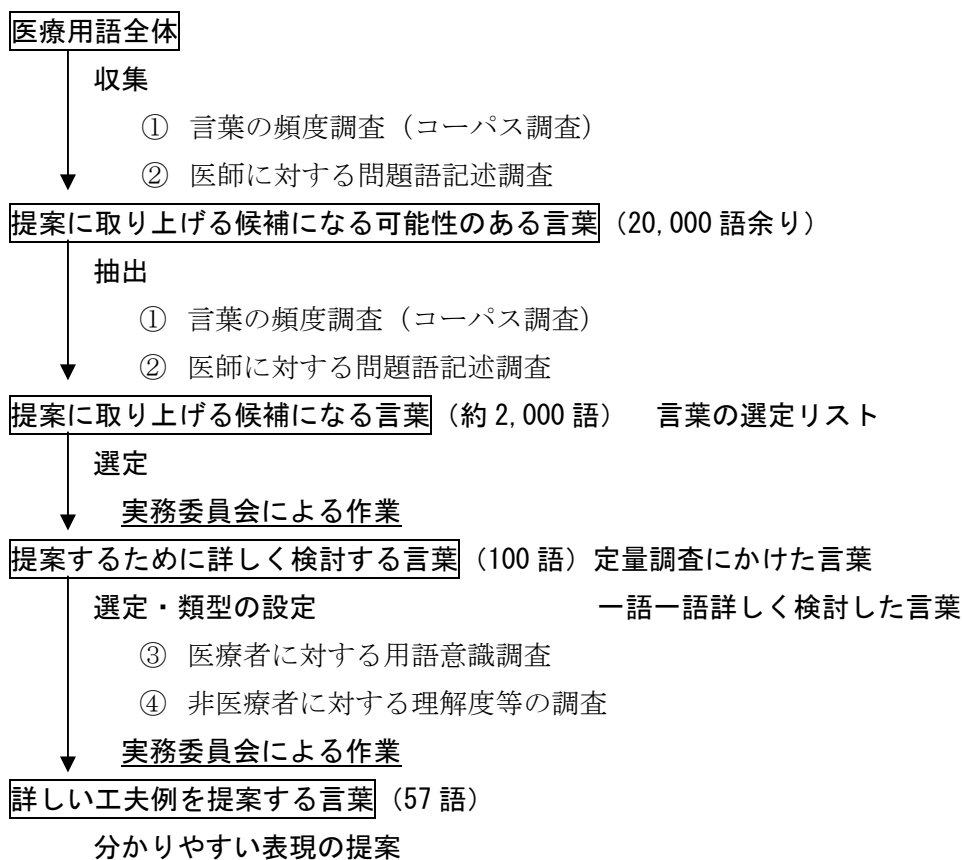 医療用語全体
収集
① 言葉の頻度調査（コーパス調査）
② 医師に対する問題語記述調査
提案に取り上げる候補になる可能性のある言葉（20,000 語余り）
抽出
① 言葉の頻度調査（コーパス調査）
② 医師に対する問題語記述調査
提案に取り上げる候補になる言葉（約 2,000 語） 言葉の選定リスト
選定
実務委員会による作業
提案するために詳しく検討する言葉（100 語）定量調査にかけた言葉
選定・類型の設定 一語一語詳しく検討した言葉
③ 医療者に対する用語意識調査
④ 非医療者に対する理解度等の調査
実務委員会による作業
詳しい工夫例を提案する言葉（57 語）
分かりやすい表現の提案